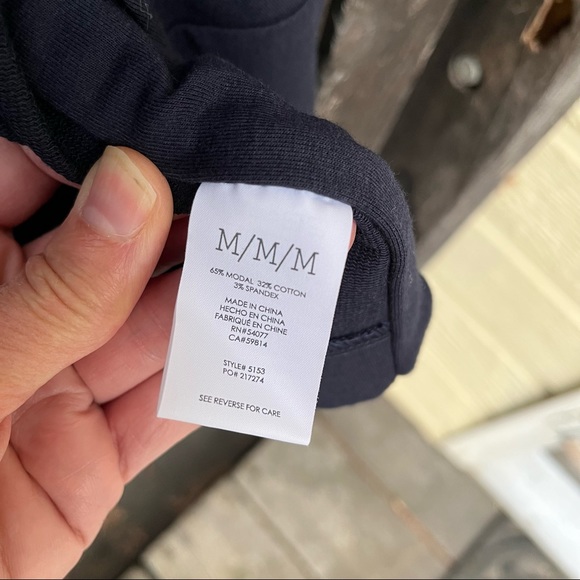 M/M/M
65% MODAL 32% COTTON
3% SPANDEX
MADE IN CHINA
HECHO EN CHINA
FABRIQUÉ EN CHINE
RN#54077
CA#59814
STYLE# 5153
PO# 217274
SEE REVERSE FOR CARE